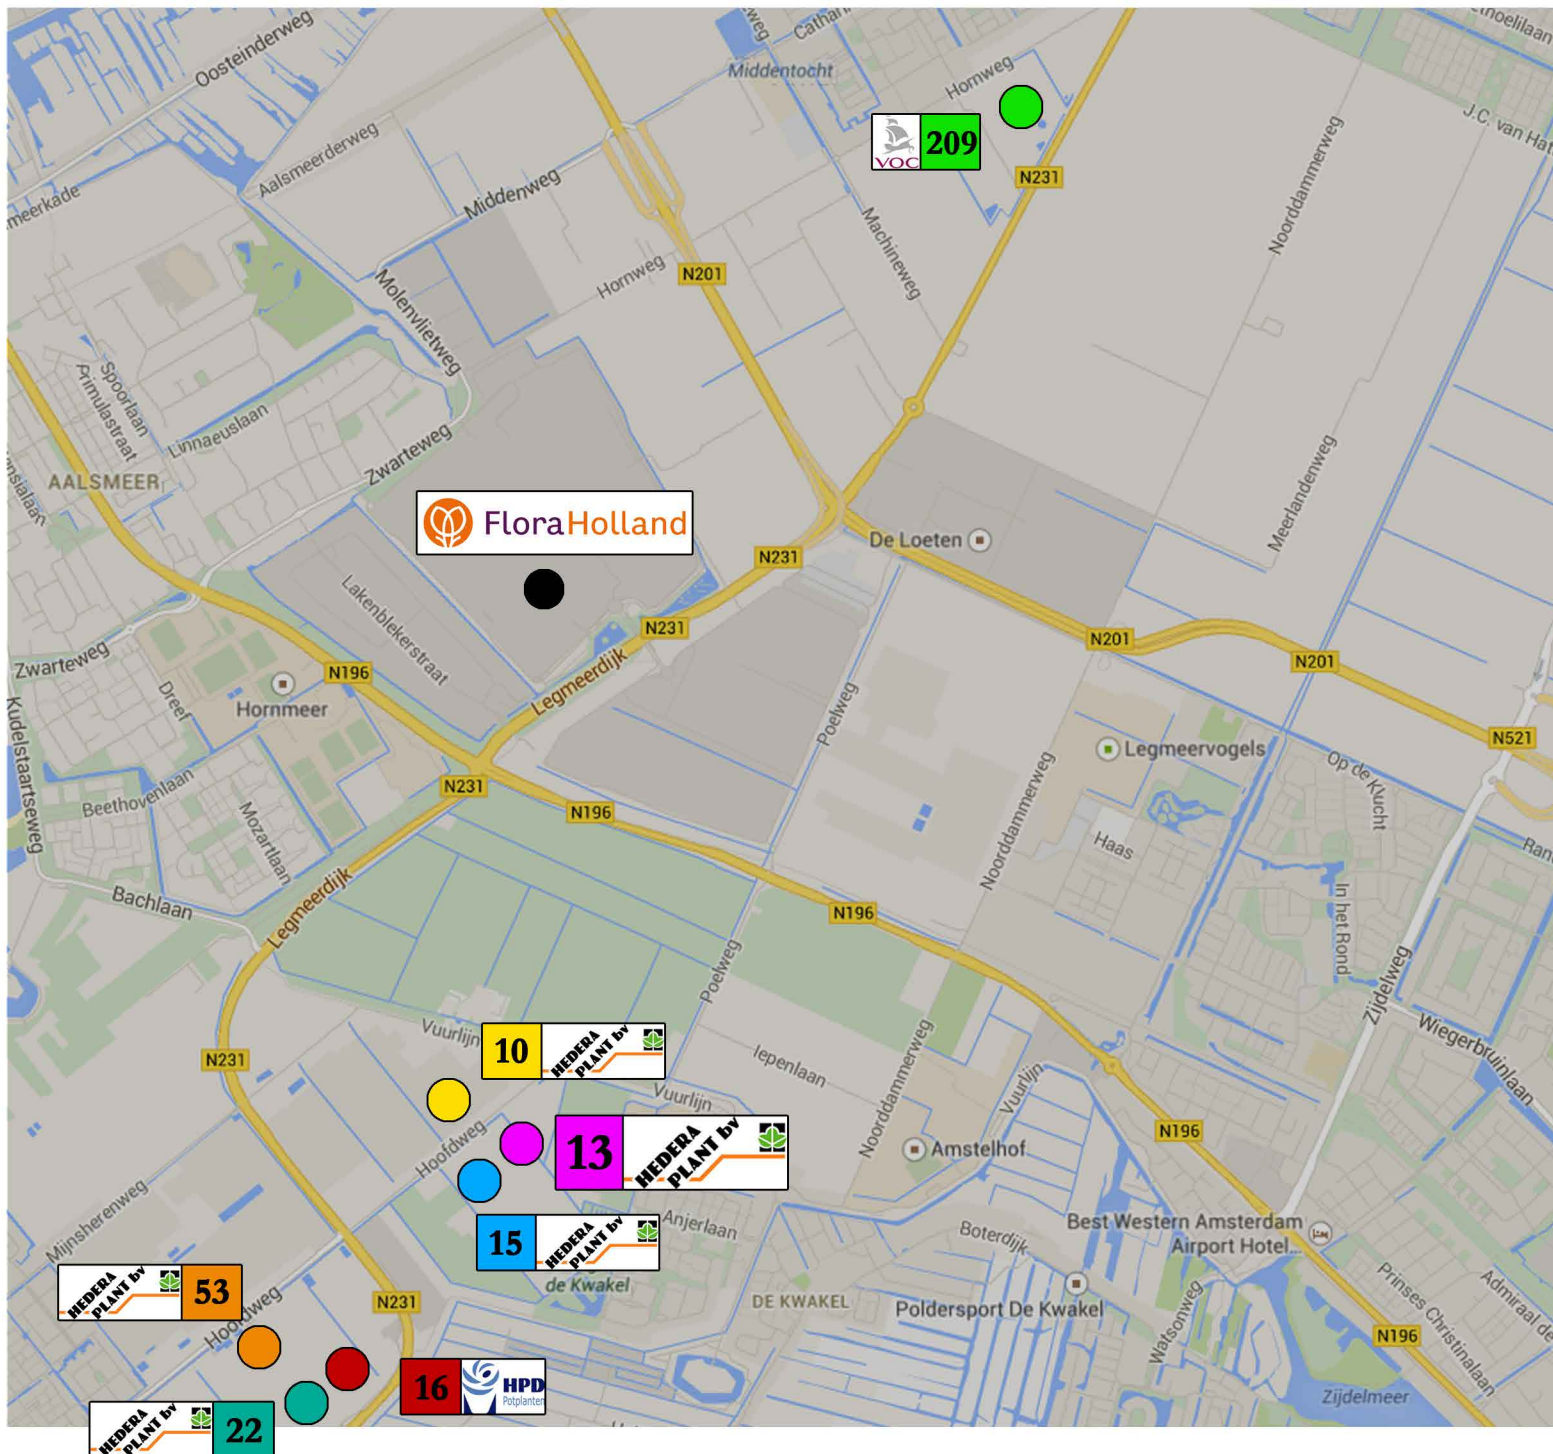 Oosteinderweg
Aalsmeerderweg
Middenweg
Middentocht
Hornweg
VOC 209
N231
Noorddammerweg
J.C. van Hat
meerkade
Molenvlietweg
Hornweg
N201
Machineweg
Spoorlaan
Primulastraat
Linnaeuslaan
Zwarteweg
AALSMEER
FloraHolland
De Loeten
Meerlandenweg
N231
Lakenblekerstraat
N231
N201
N201
Zwarteweg
Dreef
Hornmeer
N196
Legmeerdijk
Poelweg
Legmeervogels
N521
Kudelstaartseweg
Beethovenlaan
Mozartlaan
N231
N196
Noorddammerweg
Haas
Op de Klucht
Bachlaan
Legmeerdijk
N196
In het Rond
Zijdelweg
Poelweg
Vuurlijn
10 HEDERA PLANT bv
Iepenlaan
Noorddammerweg
Vuurlijn
Wiegerbruinlaan
N231
Vuurlijn
Hoofdweg
13 HEDERA PLANT bv
Amstelhof
N196
Mijnsherenweg
15 HEDERA PLANT bv
Anjerlaan
Boterdijk
Best Western Amsterdam
Airport Hotel...
de Kwakel
HEDERA PLANT bv 53
Hoofdweg
N231
DE KWAKEL
Poldersport De Kwakel
Watsonweg
Prinses Christinalaan
Admiraal de
N196
16 HPD
Potplanten
HEDERA PLANT bv 22
Zijdelmeer